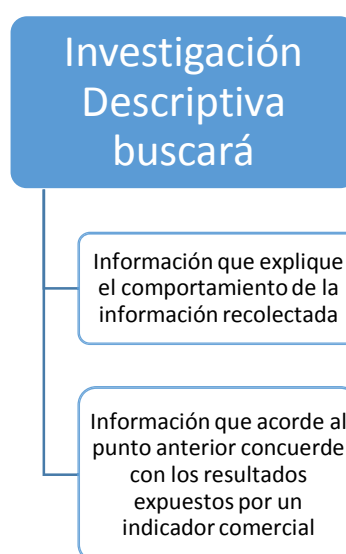 Investigación
Descriptiva
buscará
Información que explique
el comportamiento de la
información recolectada
Información que acorde al
punto anterior concuerde
con los resultados
expuestos por un
indicador comercial